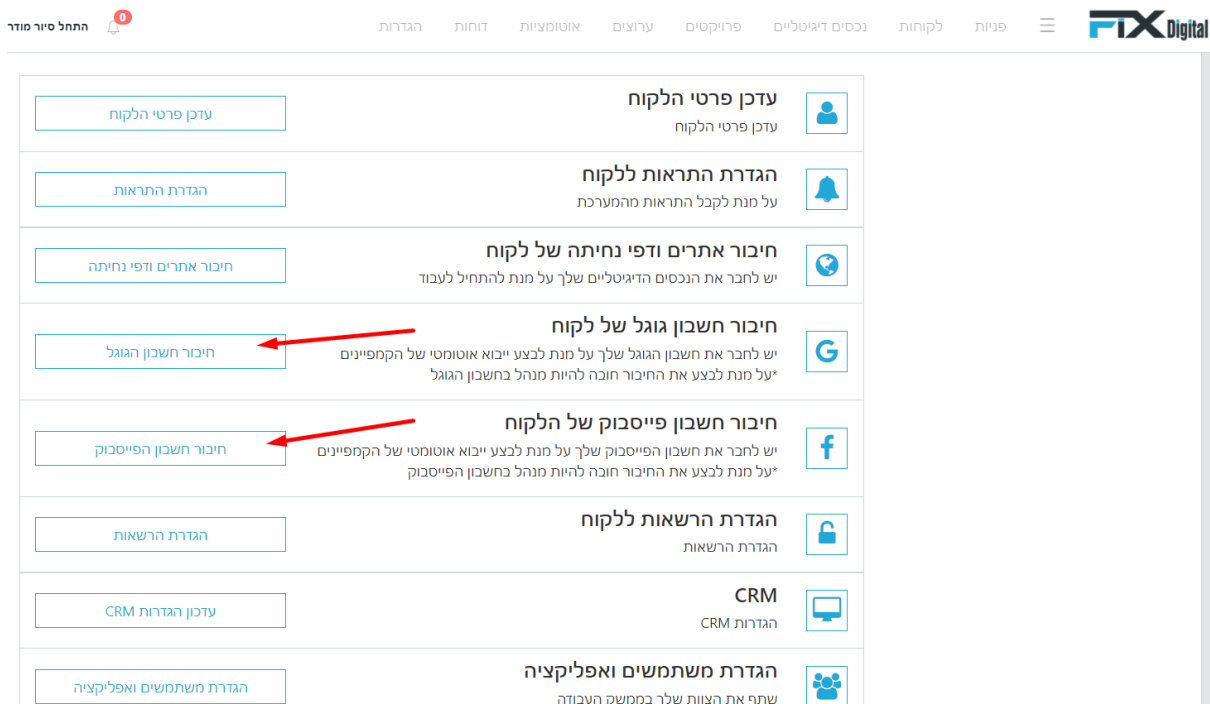 FIX Digital
פניות לקוחות נכסים דיגיטליים פרויקטים ערוצים אוטומציות דוחות הגדרות
0
התחל סיור מודר
עדכן פרטי הלקוח
עדכן פרטי הלקוח
עדכן פרטי הלקוח
הגדרת התראות ללקוח
על מנת לקבל התראות מהמערכת
הגדרת התראות
חיבור אתרים ודפי נחיתה של לקוח
יש לחבר את הנכסים הדיגיטליים שלך על מנת להתחיל לעבוד
חיבור אתרים ודפי נחיתה
חיבור חשבון גוגל של לקוח
יש לחבר את חשבון הגוגל שלך על מנת לבצע ייבוא אוטומטי של הקמפיינים
*על מנת לבצע את החיבור חובה להיות מנהל בחשבון הגוגל
חיבור חשבון הגוגל
חיבור חשבון פייסבוק של הלקוח
יש לחבר את חשבון הפייסבוק שלך על מנת לבצע ייבוא אוטומטי של הקמפיינים
*על מנת לבצע את החיבור חובה להיות מנהל בחשבון הפייסבוק
חיבור חשבון הפייסבוק
הגדרת הרשאות ללקוח
הגדרת הרשאות
הגדרת הרשאות
CRM
הגדרות CRM
עדכון הגדרות CRM
הגדרת משתמשים ואפליקציה
שתף את הצוות שלך בממשק העבודה
הגדרת משתמשים ואפליקציה